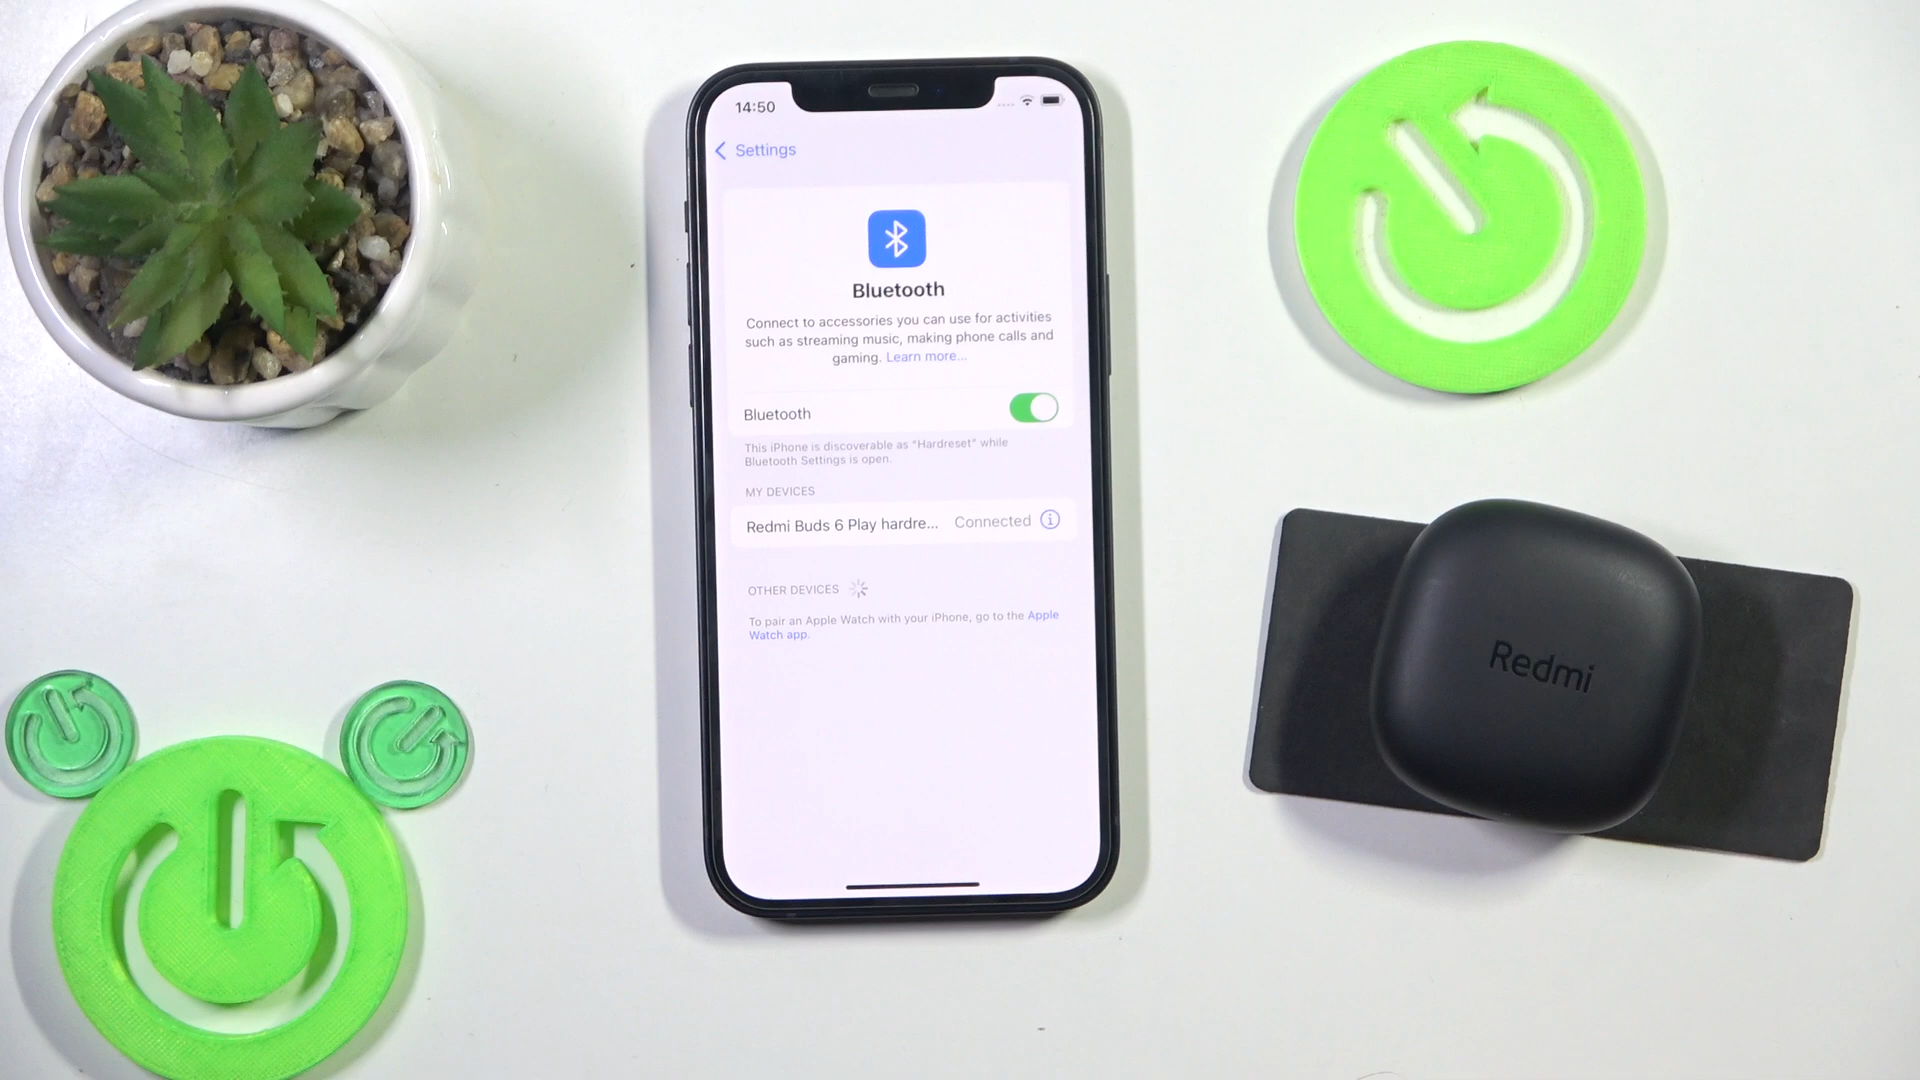 14:50
Settings
Bluetooth
Connect to accessories you can use for activities
such as streaming music, making phone calls and
gaming. Learn more...
Bluetooth
This iPhone is discoverable as “Hardreset” while
Bluetooth Settings is open.
MY DEVICES
Redmi Buds 6 Play hardre... Connected
OTHER DEVICES
To pair an Apple Watch with your iPhone, go to the Apple
Watch app.
Redmi